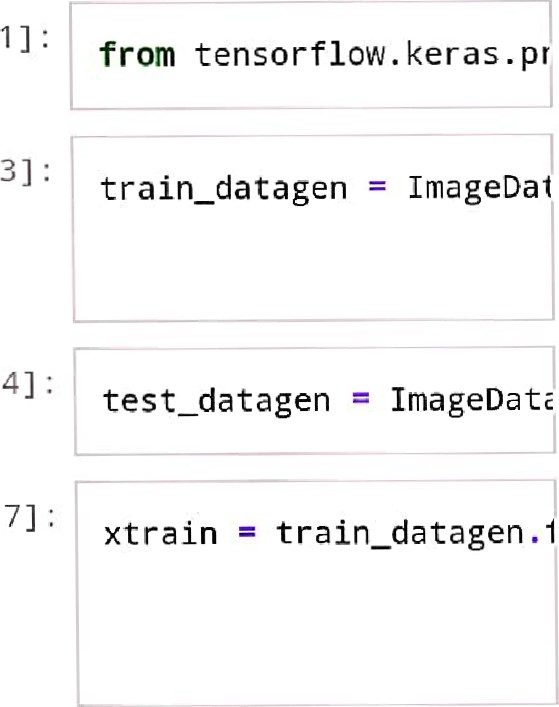 1]:
from tensorflow.keras.pr
3]:
train_datagen = ImageDat
4]:
test_datagen = ImageData
7]:
xtrain = train_datagen.f